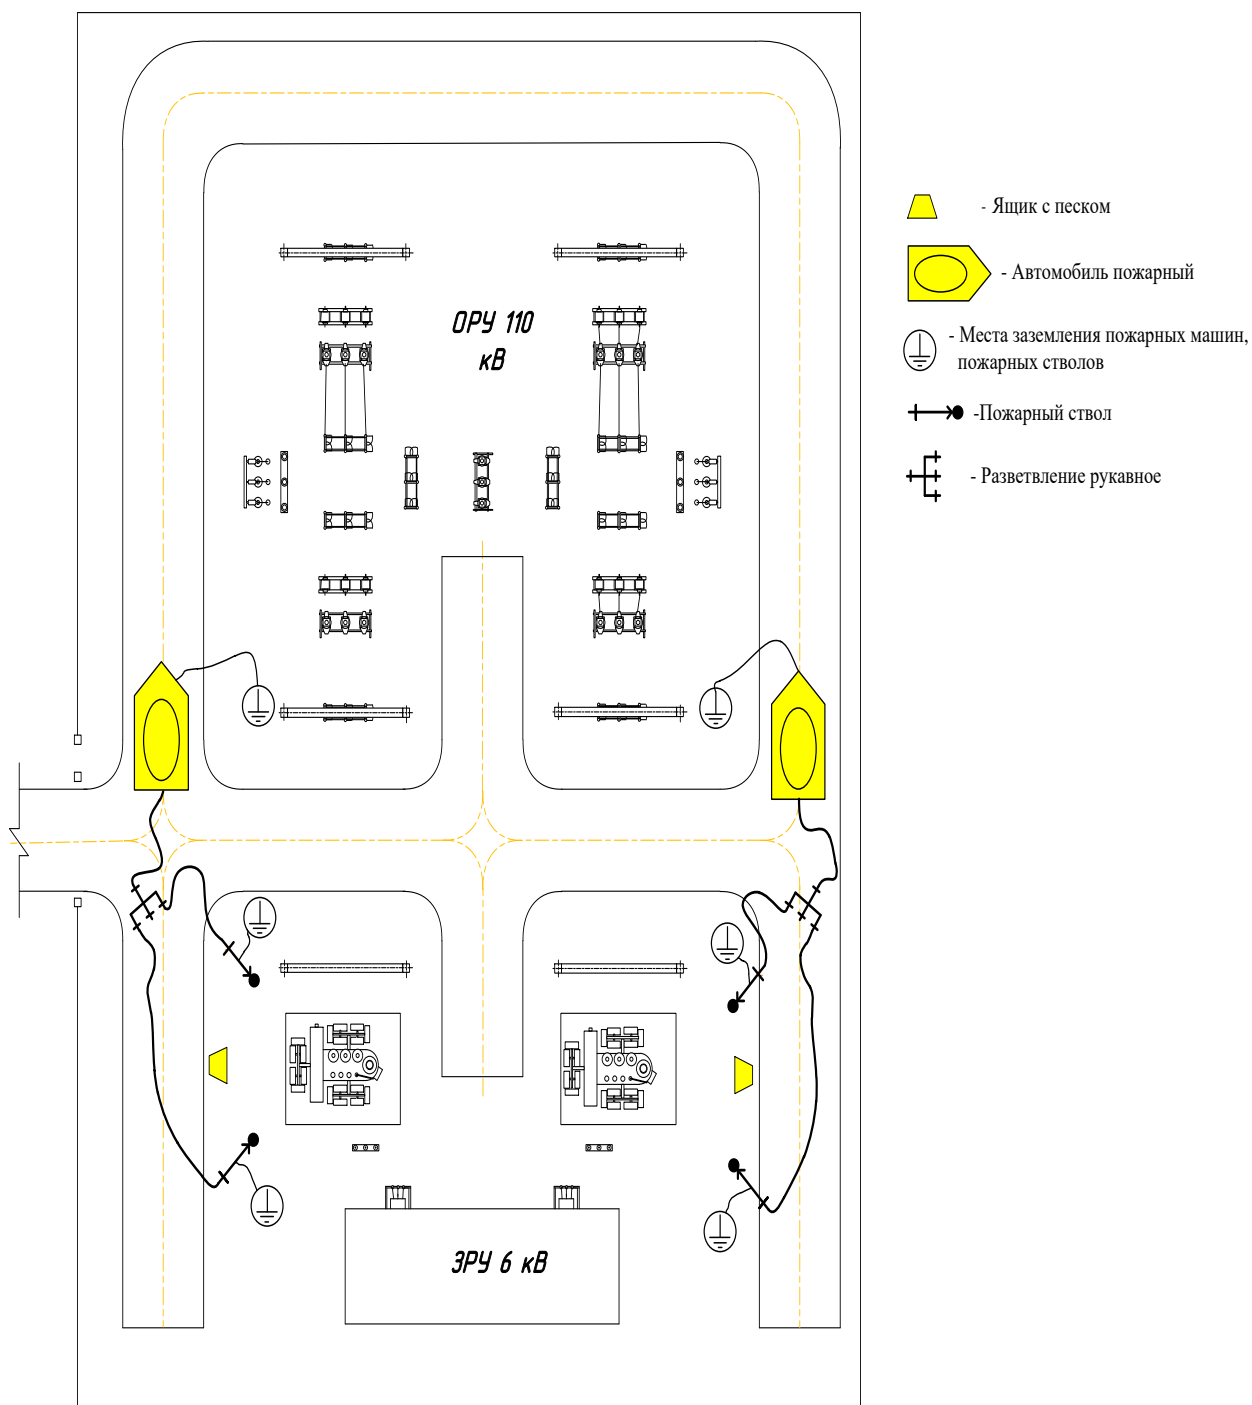 ОРУ 110
кВ
ЗРУ 6 кВ
- Ящик с песком
- Автомобиль пожарный
- Места заземления пожарных машин,
пожарных стволов
-Пожарный ствол
- Разветвление рукавное